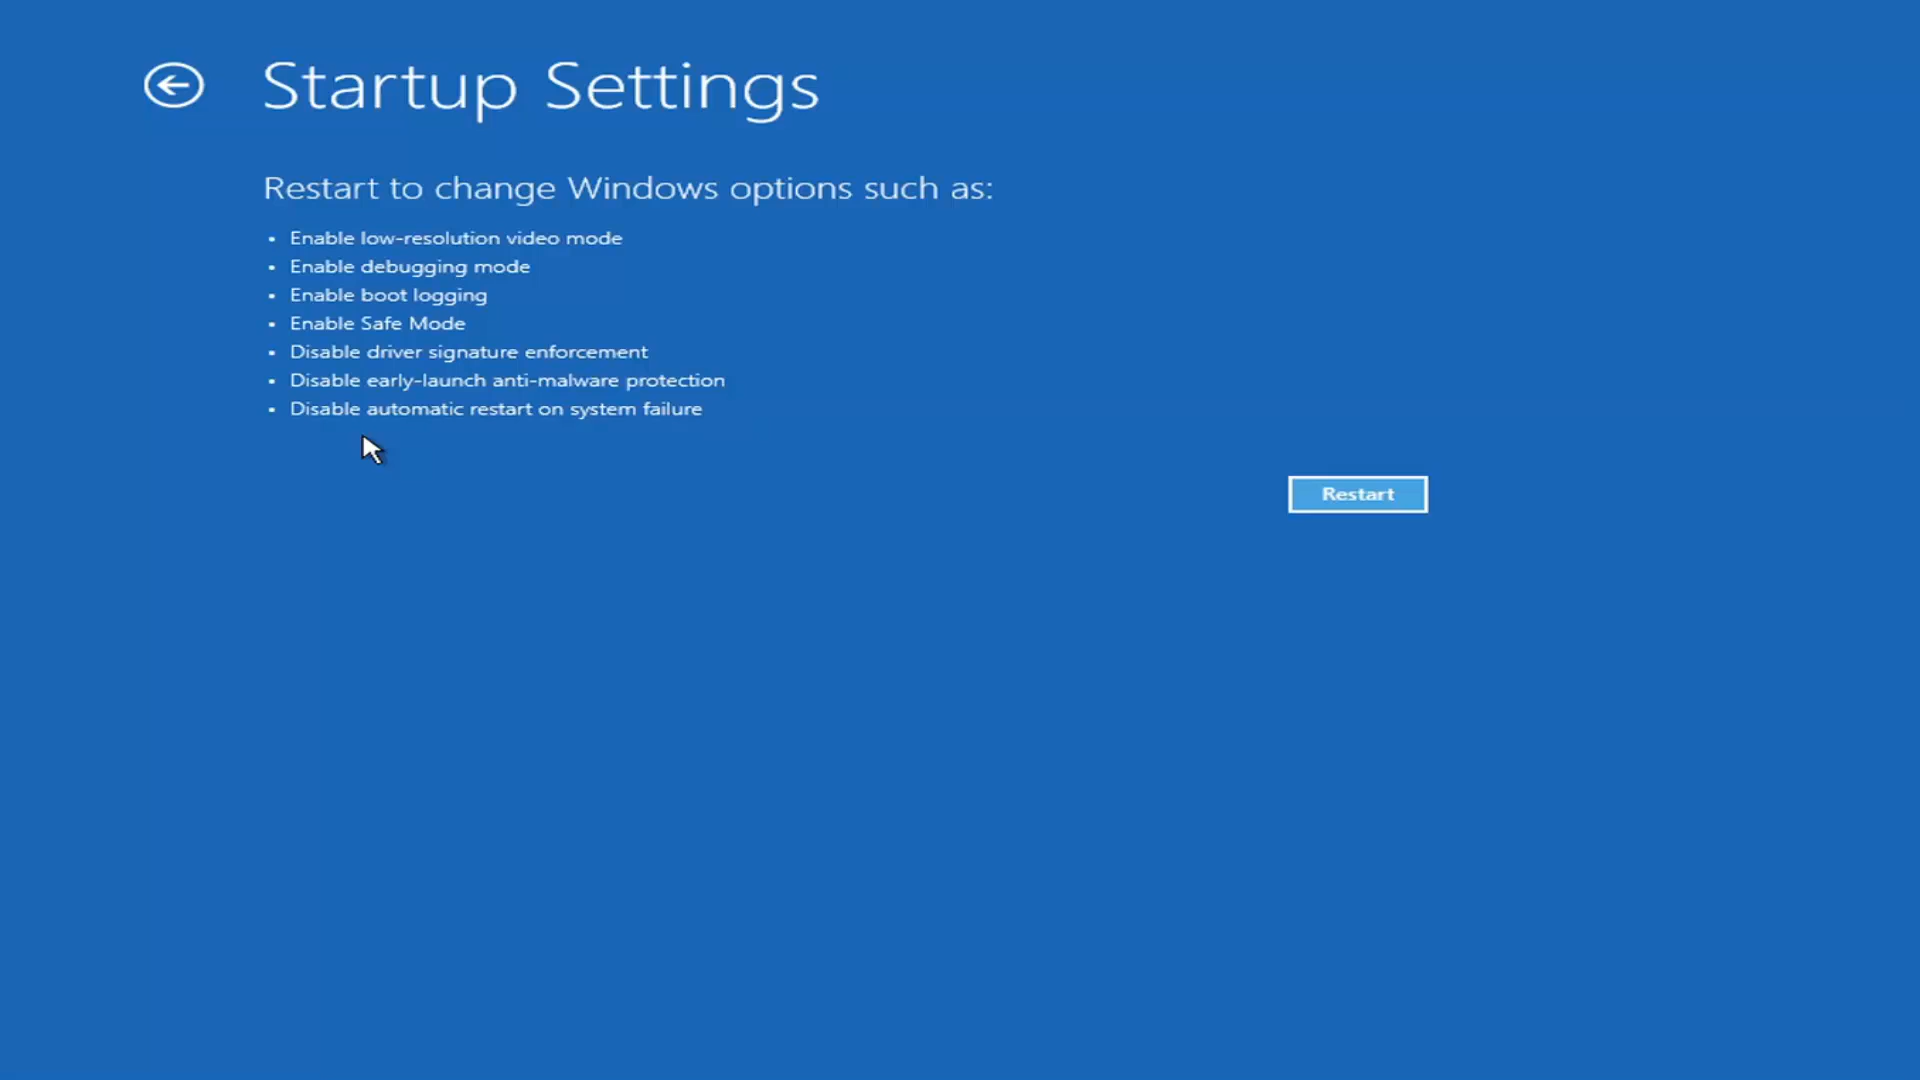 Startup Settings
Restart to change Windows options such as:
• Enable low-resolution video mode
• Enable debugging mode
• Enable boot logging
• Enable Safe Mode
• Disable driver signature enforcement
• Disable early-launch anti-malware protection
• Disable automatic restart on system failure
Restart